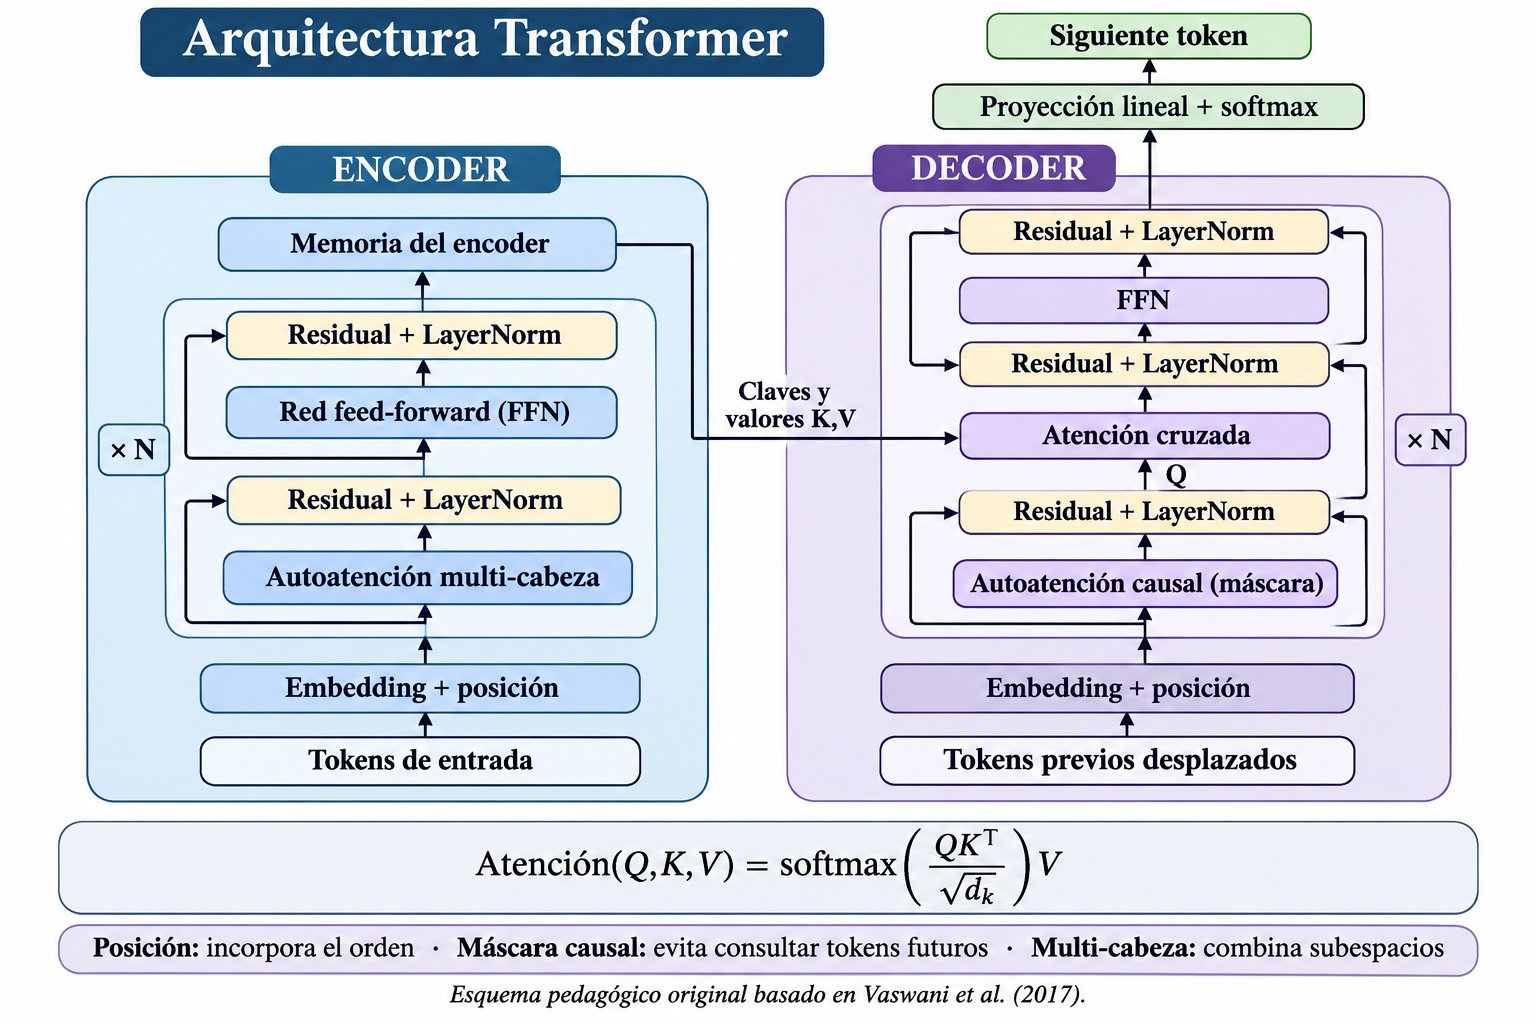 Arquitectura Transformer
Siguiente token
Proyección lineal + softmax
ENCODER
Memoria del encoder
Residual + LayerNorm
Red feed-forward (FFN)
× N
Residual + LayerNorm
Autoatención multi-cabeza
Embedding + posición
Tokens de entrada
Claves y
valores K,V
DECODER
Residual + LayerNorm
FFN
Residual + LayerNorm
Atención cruzada
× N
Q
Residual + LayerNorm
Autoatención causal (máscara)
Embedding + posición
Tokens previos desplazados
Atención(Q, K, V) = softmax(QKᵀ / √dₖ) V
Posición: incorpora el orden · Máscara causal: evita consultar tokens futuros · Multi-cabeza: combina subespacios
Esquema pedagógico original basado en Vaswani et al. (2017).